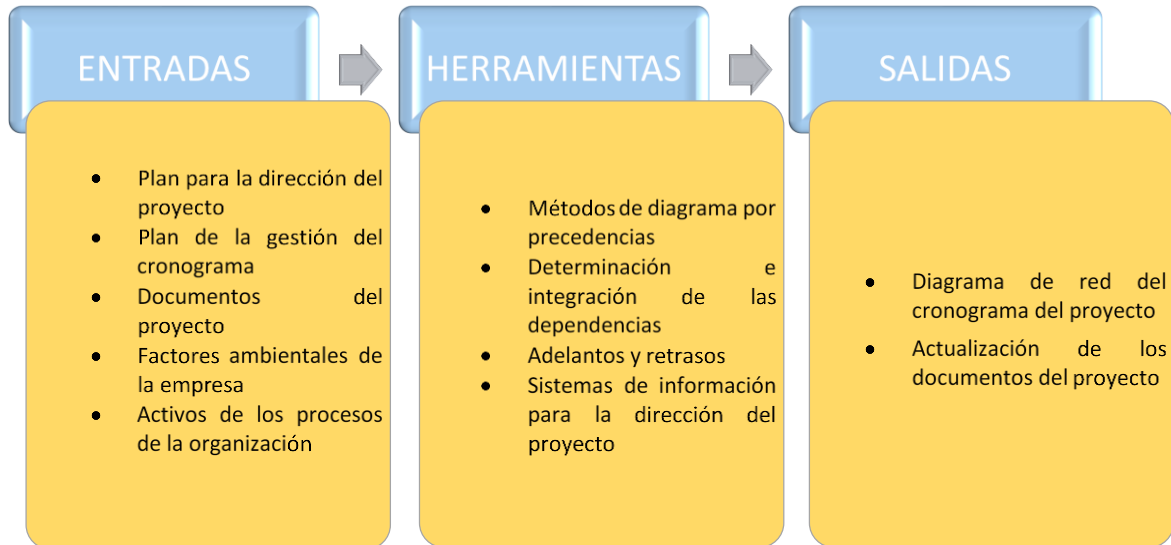 ENTRADAS
• Plan para la dirección del
proyecto
• Plan de la gestión del
cronograma
• Documentos del
proyecto
• Factores ambientales de
la empresa
• Activos de los procesos
de la organización
HERRAMIENTAS
• Métodos de diagrama por
precedencias
• Determinación e
integración de las
dependencias
• Adelantos y retrasos
• Sistemas de información
para la dirección del
proyecto
SALIDAS
• Diagrama de red del
cronograma del proyecto
• Actualización de los
documentos del proyecto